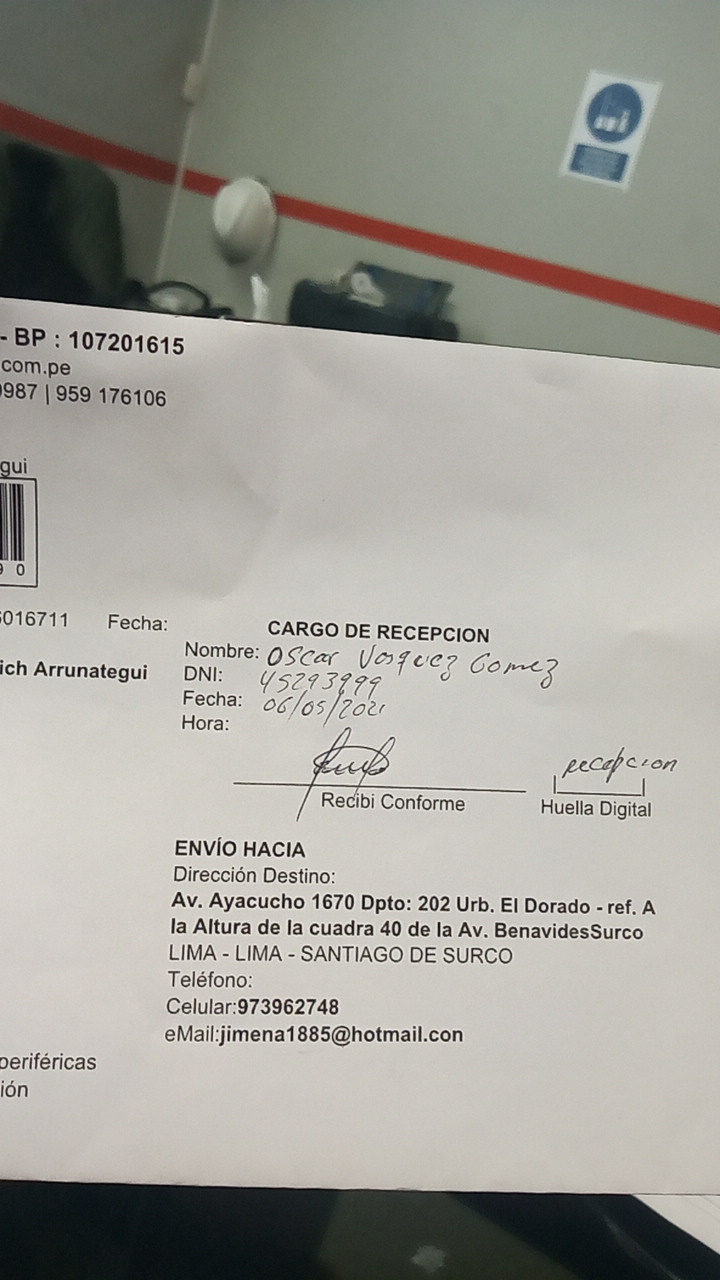 - BP : 107201615
com.pe
987 | 959 176106
gui
0
016711 Fecha:
CARGO DE RECEPCION
ich Arrunategui
Nombre: Oscar Vasquez Gomez
DNI: 45293999
Fecha: 06/05/2021
Hora:
recepcion
Recibi Conforme Huella Digital
ENVÍO HACIA
Dirección Destino:
Av. Ayacucho 1670 Dpto: 202 Urb. El Dorado - ref. A
la Altura de la cuadra 40 de la Av. BenavidesSurco
LIMA - LIMA - SANTIAGO DE SURCO
Teléfono:
Celular:973962748
eMail:jimena1885@hotmail.con
periféricas
ión